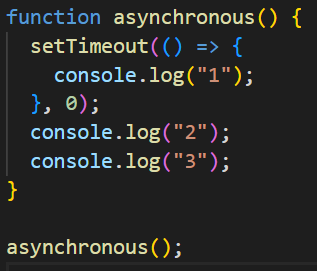 function asynchronous() {
  setTimeout(() => {
    console.log("1");
  }, 0);
  console.log("2");
  console.log("3");
}

asynchronous();